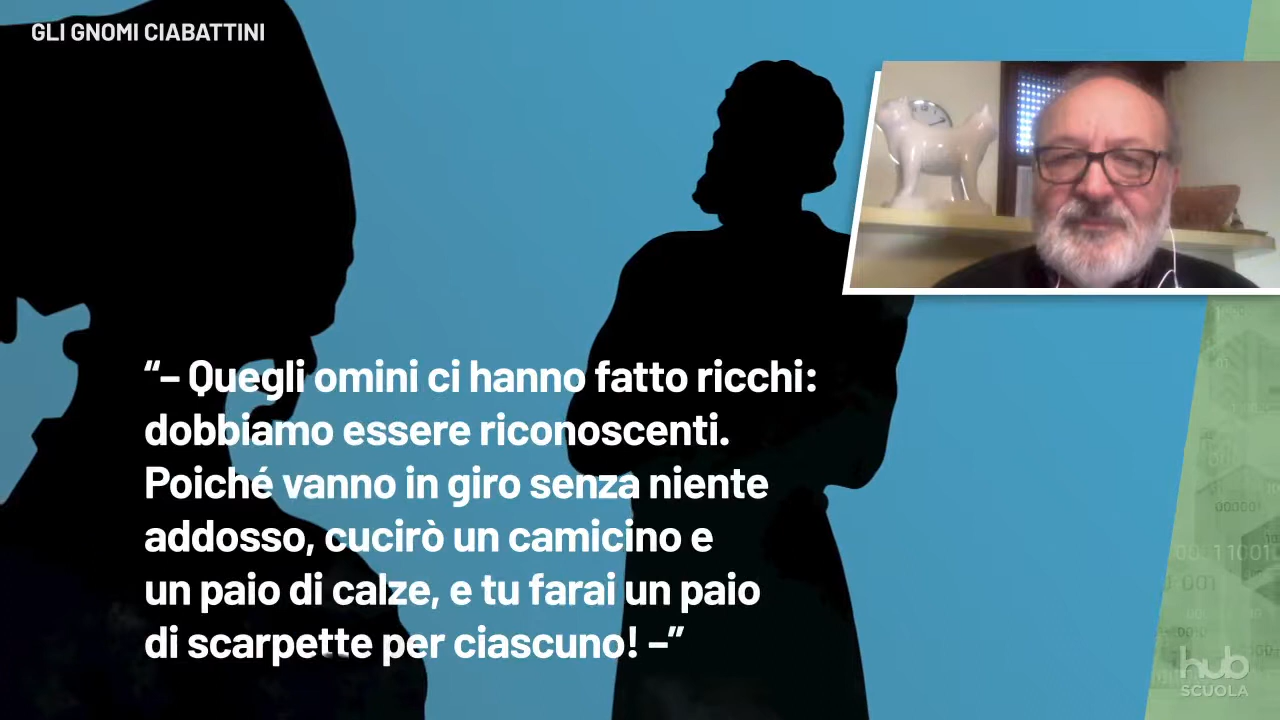 GLI GNOMI CIABATTINI
“– Quegli omini ci hanno fatto ricchi:
dobbiamo essere riconoscenti.
Poiché vanno in giro senza niente
addosso, cucirò un camicino e
un paio di calze, e tu farai un paio
di scarpette per ciascuno! –”
hub
SCUOLA